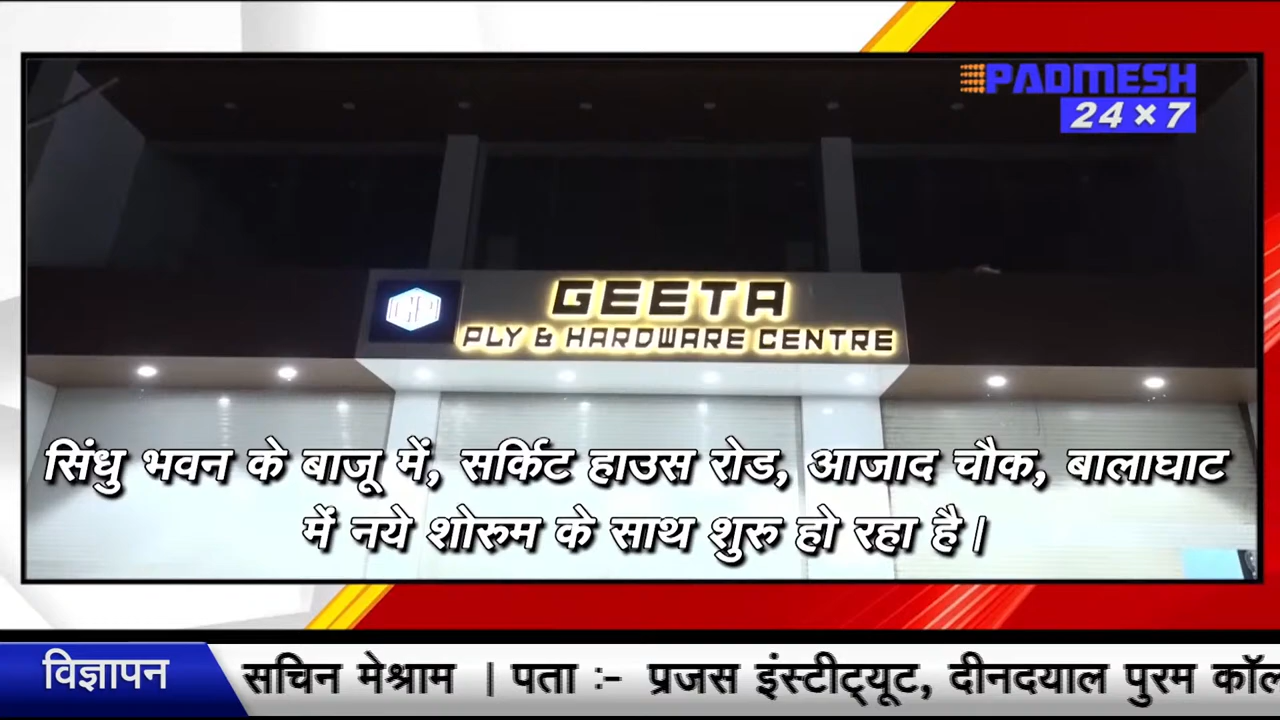 PADMESH
24×7
GEETA
PLY & HARDWARE CENTRE
सिंधु भवन के बाजू में, सर्किट हाउस रोड, आजाद चौक, बालाघाट
में नये शोरूम के साथ शुरु हो रहा है।
विज्ञापन
सचिन मेश्राम | पता :- प्रजस इंस्टीट्यूट, दीनदयाल पुरम